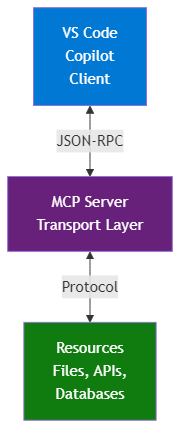 VS Code
Copilot
Client
JSON-RPC
MCP Server
Transport Layer
Protocol
Resources
Files, APIs,
Databases